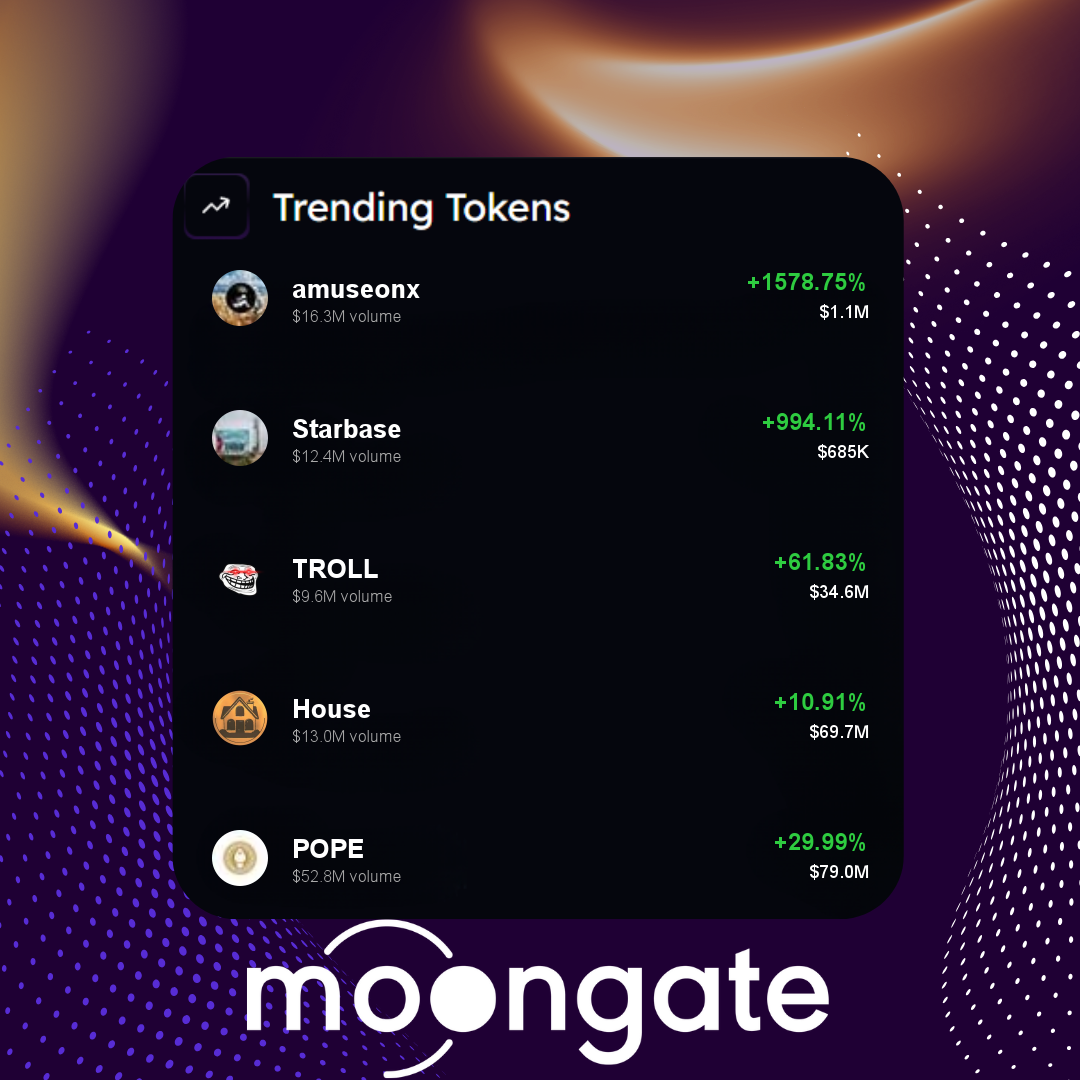 Trending Tokens
amuseonx
+1578.75%
$16.3M volume
$1.1M
Starbase
+994.11%
$12.4M volume
$685K
TROLL
+61.83%
$9.6M volume
$34.6M
House
+10.91%
$13.0M volume
$69.7M
POPE
+29.99%
$52.8M volume
$79.0M
moongate